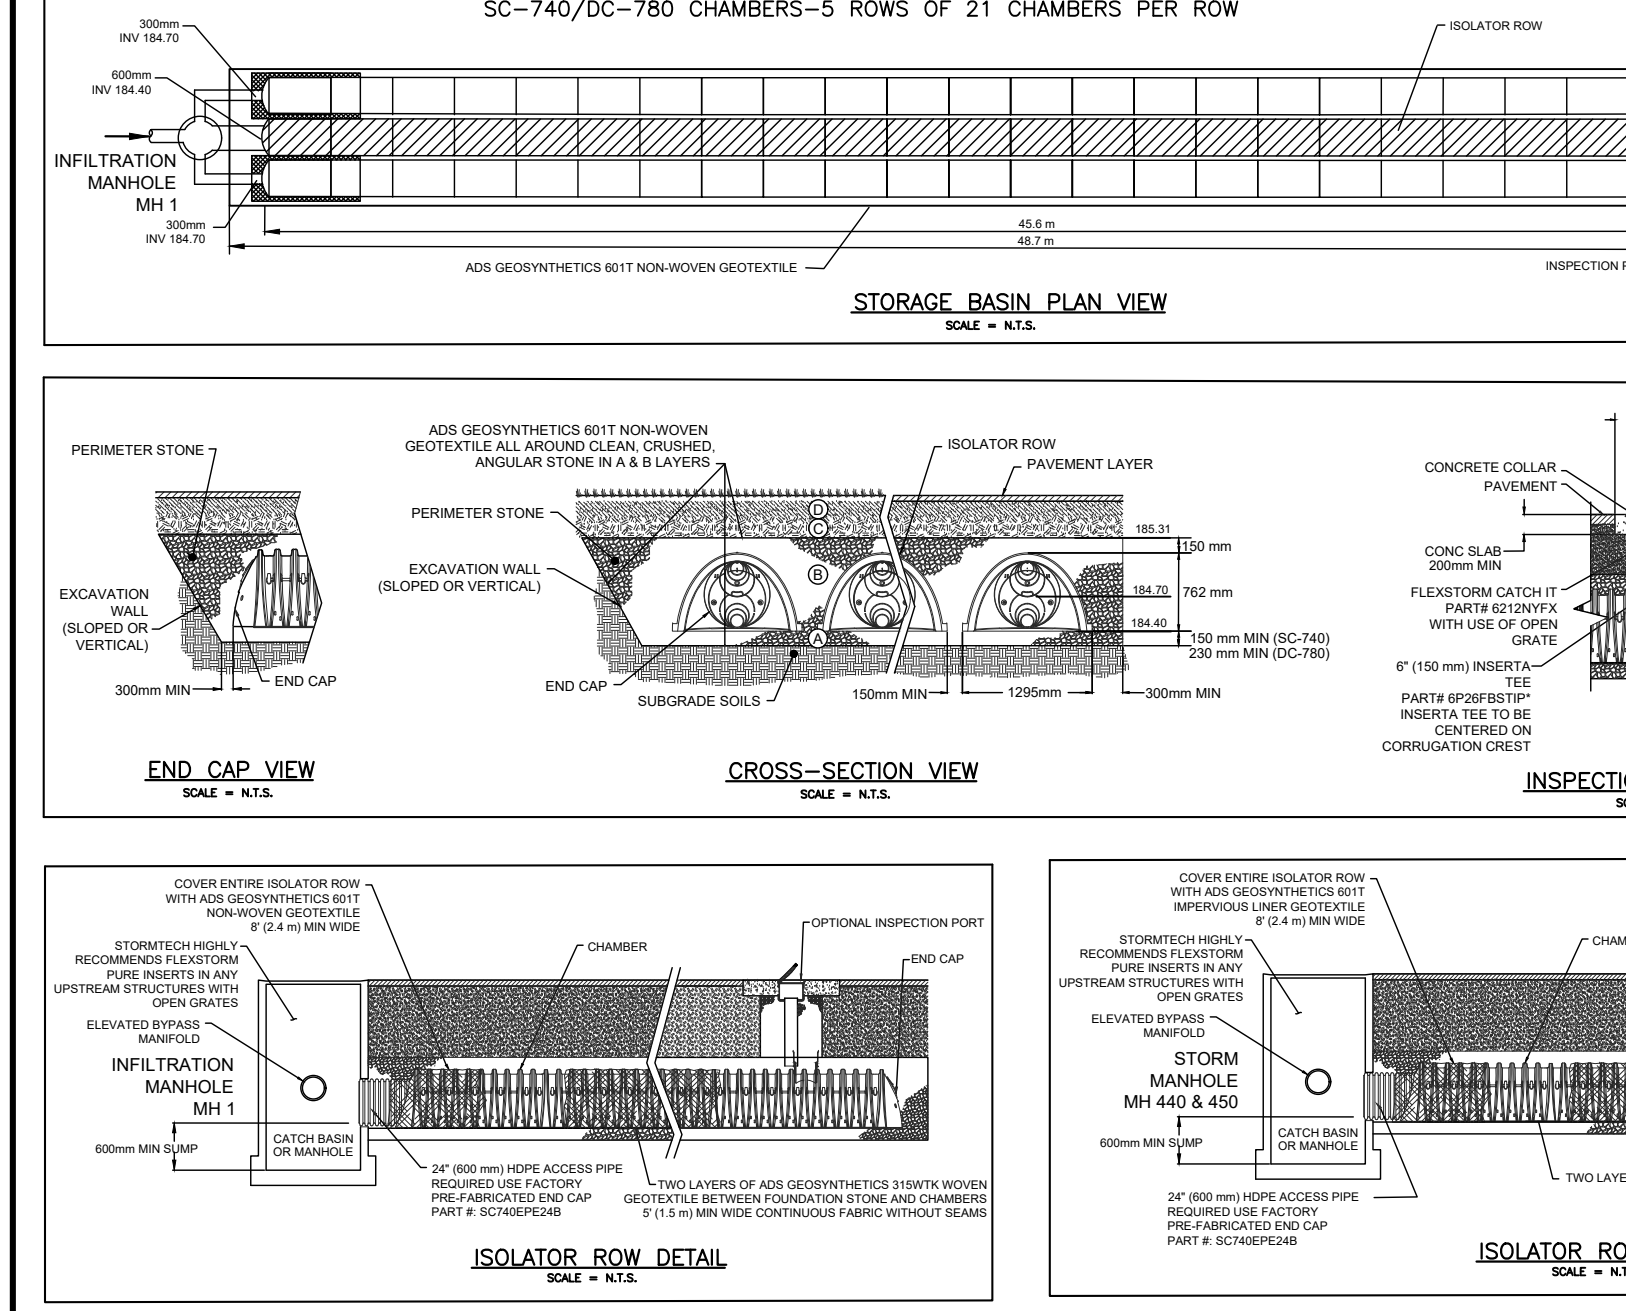 SC-740/DC-780 CHAMBERS-5 ROWS OF 21 CHAMBERS PER ROW
300mm
INV 184.70
600mm
INV 184.40
ISOLATOR ROW
INFILTRATION
MANHOLE
MH 1
300mm
INV 184.70
45.6 m
48.7 m
ADS GEOSYNTHETICS 601T NON-WOVEN GEOTEXTILE
INSPECTION
STORAGE BASIN PLAN VIEW
SCALE = N.T.S.
PERIMETER STONE
EXCAVATION
WALL
(SLOPED OR
VERTICAL)
300mm MIN
END CAP
END CAP VIEW
SCALE = N.T.S.
ADS GEOSYNTHETICS 601T NON-WOVEN
GEOTEXTILE ALL AROUND CLEAN, CRUSHED,
ANGULAR STONE IN A & B LAYERS
ISOLATOR ROW
PAVEMENT LAYER
PERIMETER STONE
EXCAVATION WALL
(SLOPED OR VERTICAL)
D
C
B
A
185.31
150 mm
184.70
762 mm
184.40
150 mm MIN (SC-740)
230 mm MIN (DC-780)
END CAP
SUBGRADE SOILS
150mm MIN
1295mm
300mm MIN
CROSS-SECTION VIEW
SCALE = N.T.S.
CONCRETE COLLAR
PAVEMENT
CONC SLAB
200mm MIN
FLEXSTORM CATCH IT
PART# 6212NYFX
WITH USE OF OPEN
GRATE
6" (150 mm) INSERTA
TEE
PART# 6P26FBSTIP*
INSERTA TEE TO BE
CENTERED ON
CORRUGATION CREST
INSPECTI
COVER ENTIRE ISOLATOR ROW
WITH ADS GEOSYNTHETICS 601T
NON-WOVEN GEOTEXTILE
8' (2.4 m) MIN WIDE
STORMTECH HIGHLY
RECOMMENDS FLEXSTORM
PURE INSERTS IN ANY
UPSTREAM STRUCTURES WITH
OPEN GRATES
ELEVATED BYPASS
MANIFOLD
INFILTRATION
MANHOLE
MH 1
600mm MIN SUMP
CATCH BASIN
OR MANHOLE
CHAMBER
OPTIONAL INSPECTION PORT
END CAP
24" (600 mm) HDPE ACCESS PIPE
REQUIRED USE FACTORY
PRE-FABRICATED END CAP
PART #: SC740EPE24B
TWO LAYERS OF ADS GEOSYNTHETICS 315WTK WOVEN
GEOTEXTILE BETWEEN FOUNDATION STONE AND CHAMBERS
5' (1.5 m) MIN WIDE CONTINUOUS FABRIC WITHOUT SEAMS
ISOLATOR ROW DETAIL
SCALE = N.T.S.
COVER ENTIRE ISOLATOR ROW
WITH ADS GEOSYNTHETICS 601T
IMPERVIOUS LINER GEOTEXTILE
8' (2.4 m) MIN WIDE
STORMTECH HIGHLY
RECOMMENDS FLEXSTORM
PURE INSERTS IN ANY
UPSTREAM STRUCTURES WITH
OPEN GRATES
ELEVATED BYPASS
MANIFOLD
STORM
MANHOLE
MH 440 & 450
600mm MIN SUMP
CATCH BASIN
OR MANHOLE
CHAM
TWO LAYE
24" (600 mm) HDPE ACCESS PIPE
REQUIRED USE FACTORY
PRE-FABRICATED END CAP
PART #: SC740EPE24B
ISOLATOR RO
SCALE = N.T.